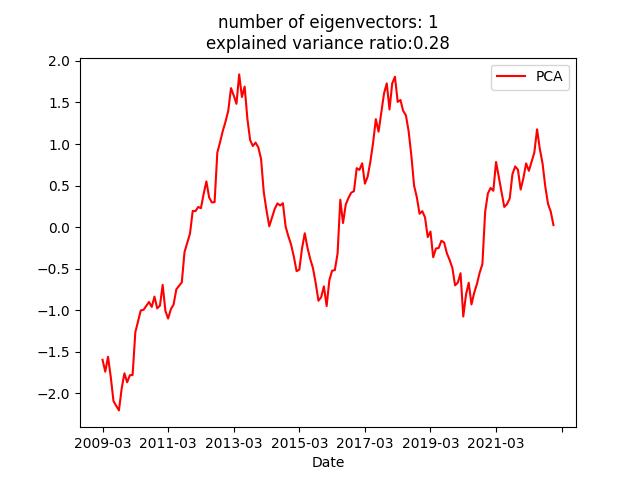 number of eigenvectors: 1
explained variance ratio:0.28
PCA
2.0
1.5
1.0
0.5
0.0
−0.5
−1.0
−1.5
−2.0
2009-03 2011-03 2013-03 2015-03 2017-03 2019-03 2021-03
Date